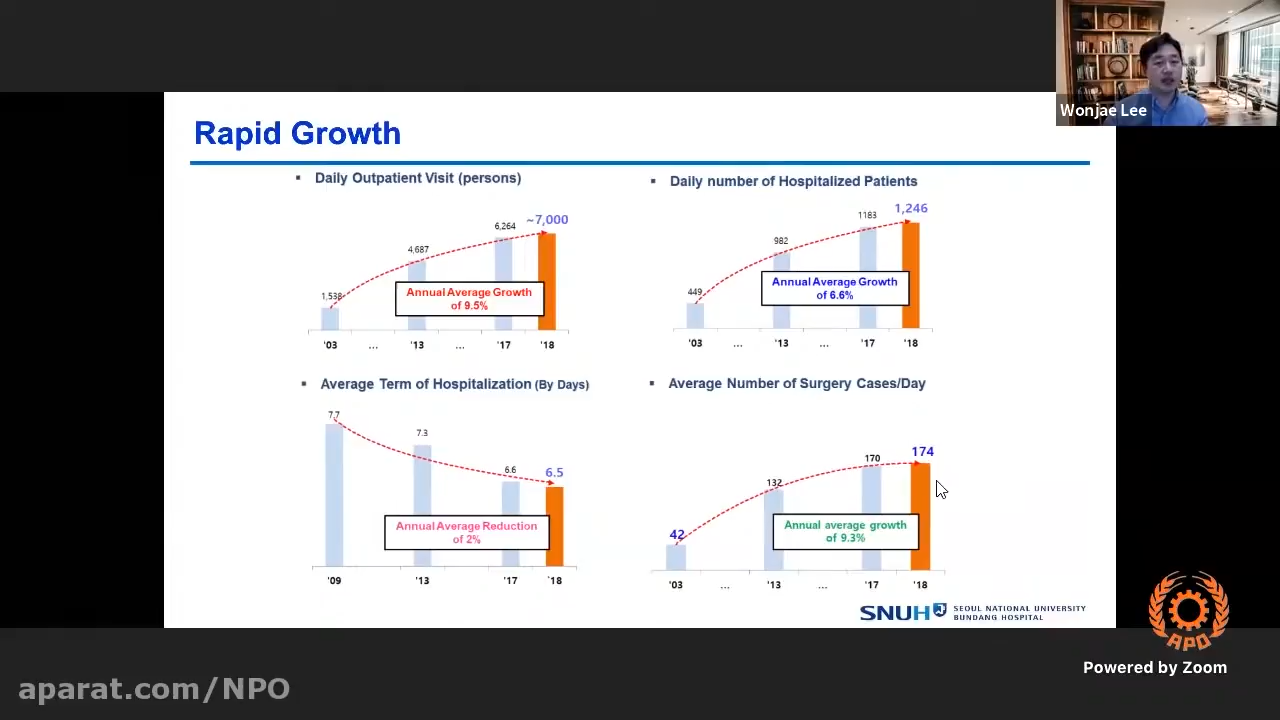 Wonjae Lee
Rapid Growth
▪ Daily Outpatient Visit (persons)
1,538
4,687
6,264
~7,000
Annual Average Growth
of 9.5%
'03 ... '13 ... '17 '18
▪ Daily number of Hospitalized Patients
449
982
1183
1,246
Annual Average Growth
of 6.6%
'03 ... '13 ... '17 '18
▪ Average Term of Hospitalization (By Days)
7.7
7.3
6.6
6.5
Annual Average Reduction
of 2%
'09 '13 '17 '18
▪ Average Number of Surgery Cases/Day
42
132
170
174
Annual average growth
of 9.3%
'03 ... '13 ... '17 '18
SNUH
SEOUL NATIONAL UNIVERSITY
BUNDANG HOSPITAL
APO
Powered by Zoom
aparat.com/NPO